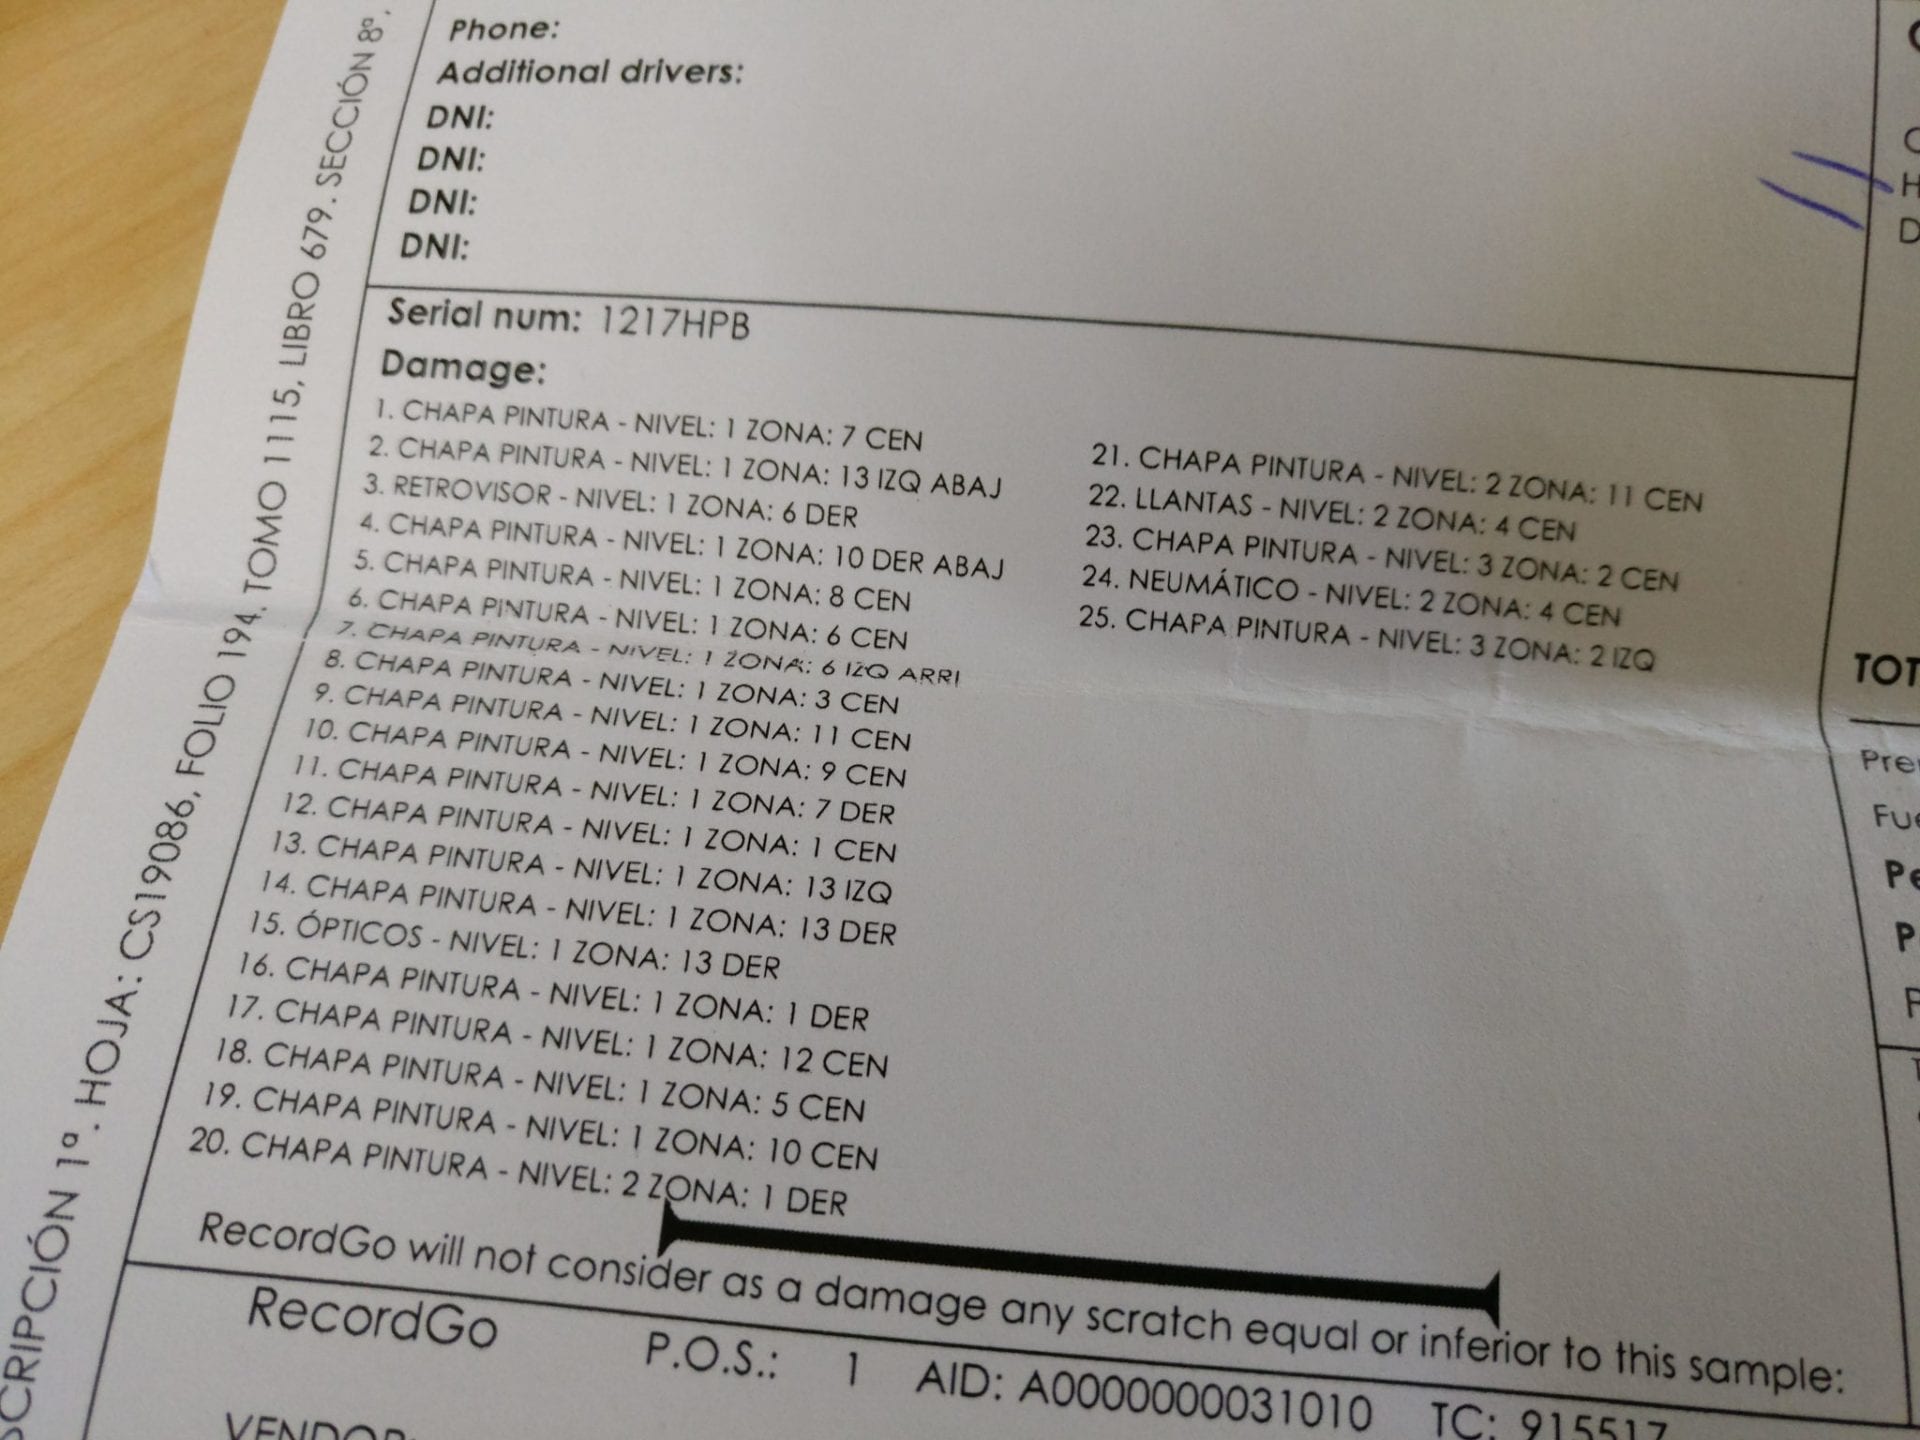 Phone:
Additional drivers:
DNI:
DNI:
DNI:
DNI:
Serial num: 1217HPB
Damage:
1. CHAPA PINTURA - NIVEL: 1 ZONA: 7 CEN
2. CHAPA PINTURA - NIVEL: 1 ZONA: 13 IZQ ABAJ
3. RETROVISOR - NIVEL: 1 ZONA: 6 DER
4. CHAPA PINTURA - NIVEL: 1 ZONA: 10 DER ABAJ
5. CHAPA PINTURA - NIVEL: 1 ZONA: 8 CEN
6. CHAPA PINTURA - NIVEL: 1 ZONA: 6 CEN
7. CHAPA PINTURA - NIVEL: 1 ZONA: 6 IZQ ARRI
8. CHAPA PINTURA - NIVEL: 1 ZONA: 3 CEN
9. CHAPA PINTURA - NIVEL: 1 ZONA: 11 CEN
10. CHAPA PINTURA - NIVEL: 1 ZONA: 9 CEN
11. CHAPA PINTURA - NIVEL: 1 ZONA: 7 DER
12. CHAPA PINTURA - NIVEL: 1 ZONA: 1 CEN
13. CHAPA PINTURA - NIVEL: 1 ZONA: 13 IZQ
14. CHAPA PINTURA - NIVEL: 1 ZONA: 13 DER
15. ÓPTICOS - NIVEL: 1 ZONA: 13 DER
16. CHAPA PINTURA - NIVEL: 1 ZONA: 1 DER
17. CHAPA PINTURA - NIVEL: 1 ZONA: 12 CEN
18. CHAPA PINTURA - NIVEL: 1 ZONA: 5 CEN
19. CHAPA PINTURA - NIVEL: 1 ZONA: 10 CEN
20. CHAPA PINTURA - NIVEL: 2 ZONA: 1 DER
21. CHAPA PINTURA - NIVEL: 2 ZONA: 11 CEN
22. LLANTAS - NIVEL: 2 ZONA: 4 CEN
23. CHAPA PINTURA - NIVEL: 3 ZONA: 2 CEN
24. NEUMÁTICO - NIVEL: 2 ZONA: 4 CEN
25. CHAPA PINTURA - NIVEL: 3 ZONA: 2 IZQ
RecordGo will not consider as a damage any scratch equal or inferior to this sample:
RecordGo P.O.S.: 1 AID: A0000000031010 TC: 915517
VENDOR:
SCRIPCIÓN 1ª. HOJA: CS19086, FOLIO 194, TOMO 1115, LIBRO 679. SECCIÓN 8ª.
TOT
Pre
Fue